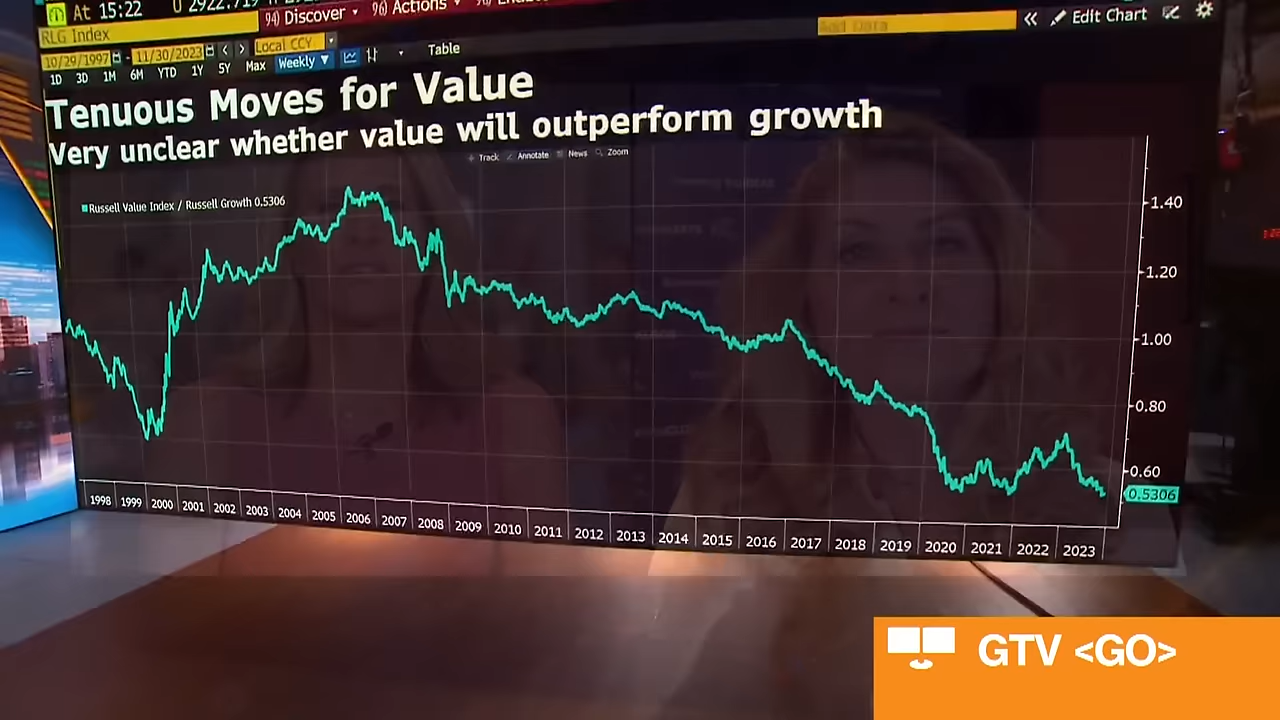 At 15:22
94) Discover
96) Actions
RLG Index
Add Data
« Edit Chart
10/29/1997 - 11/30/2023 < > Local CCY
1D 3D 1M 6M YTD 1Y 5Y Max Weekly ▼ Table
Tenuous Moves for Value
Very unclear whether value will outperform growth
Track Annotate News Zoom
Russell Value Index / Russell Growth 0.5306
1.40
1.20
1.00
0.80
0.60
0.5306
1998 1999 2000 2001 2002 2003 2004 2005 2006 2007 2008 2009 2010 2011 2012 2013 2014 2015 2016 2017 2018 2019 2020 2021 2022 2023
GTV <GO>